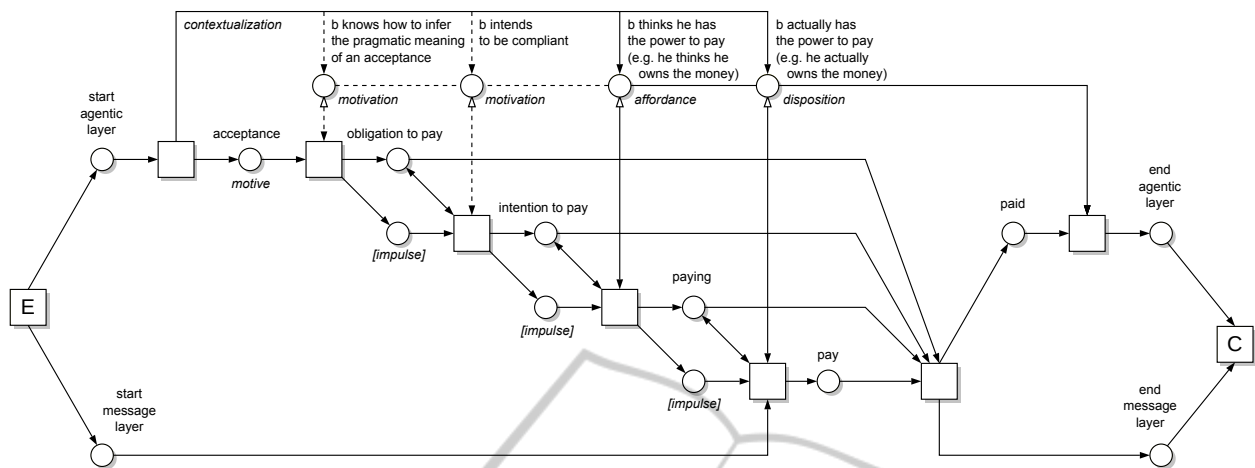 contextualization
b knows how to infer
the pragmatic meaning
of an acceptance
b intends
to be compliant
b thinks he has
the power to pay
(e.g. he thinks he
owns the money)
b actually has
the power to pay
(e.g. he actually
owns the money)
motivation
motivation
affordance
disposition
start
agentic
layer
acceptance
motive
obligation to pay
[impulse]
intention to pay
[impulse]
paying
[impulse]
pay
paid
end
agentic
layer
E
C
start
message
layer
end
message
layer